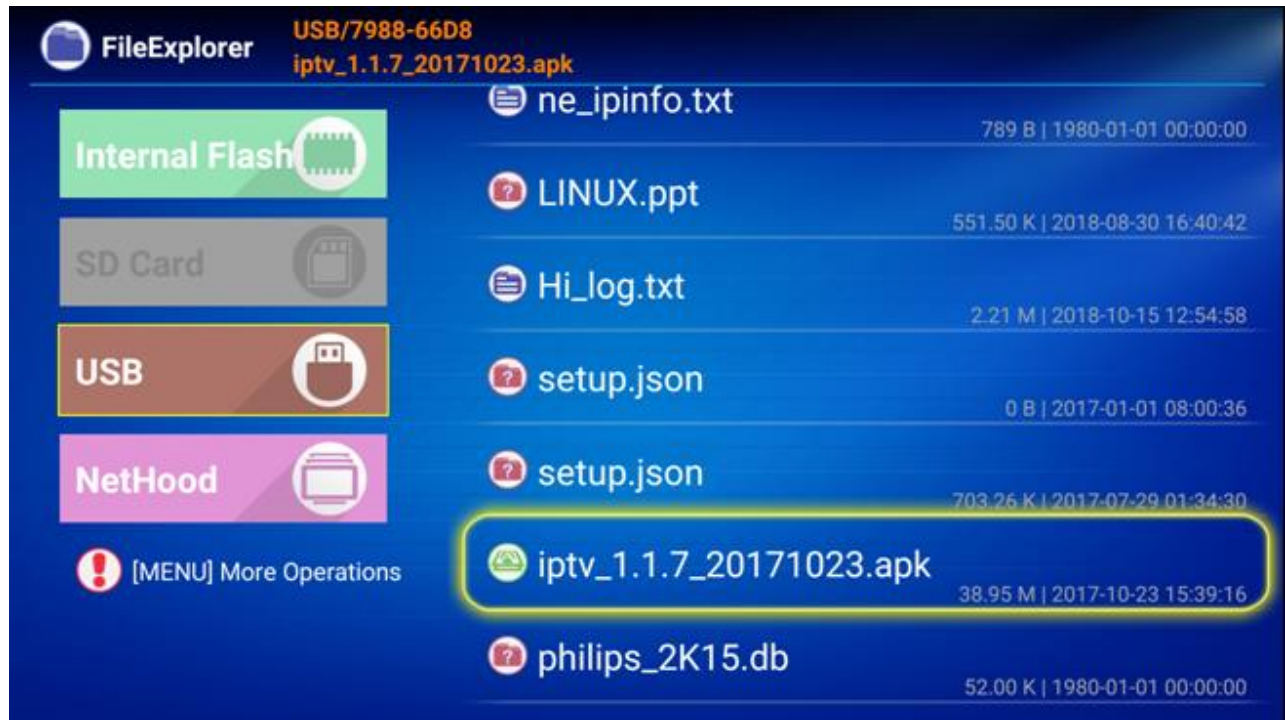 FileExplorer
USB/7988-66D8
iptv_1.1.7_20171023.apk
Internal Flash
SD Card
USB
NetHood
[MENU] More Operations
ne_ipinfo.txt
789 B | 1980-01-01 00:00:00
LINUX.ppt
551.50 K | 2018-08-30 16:40:42
Hi_log.txt
2.21 M | 2018-10-15 12:54:58
setup.json
0 B | 2017-01-01 08:00:36
setup.json
703.26 K | 2017-07-29 01:34:30
iptv_1.1.7_20171023.apk
38.95 M | 2017-10-23 15:39:16
philips_2K15.db
52.00 K | 1980-01-01 00:00:00